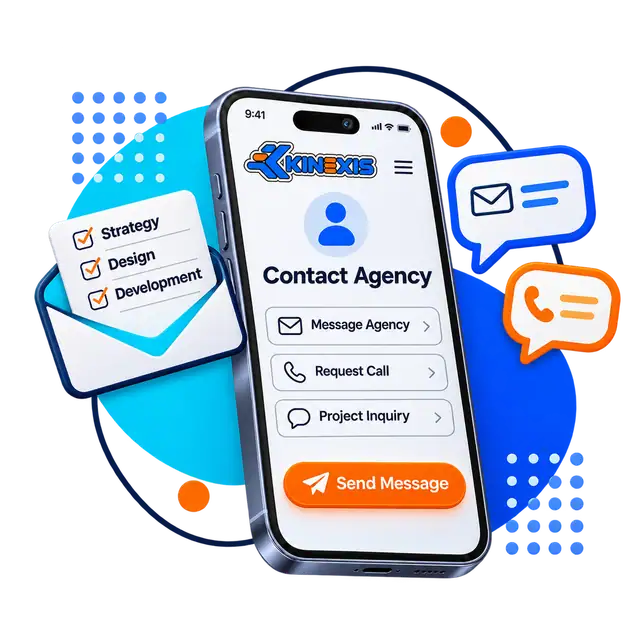 9:41
KINEXIS
Strategy
Design
Development
Contact Agency
Message Agency
Request Call
Project Inquiry
Send Message